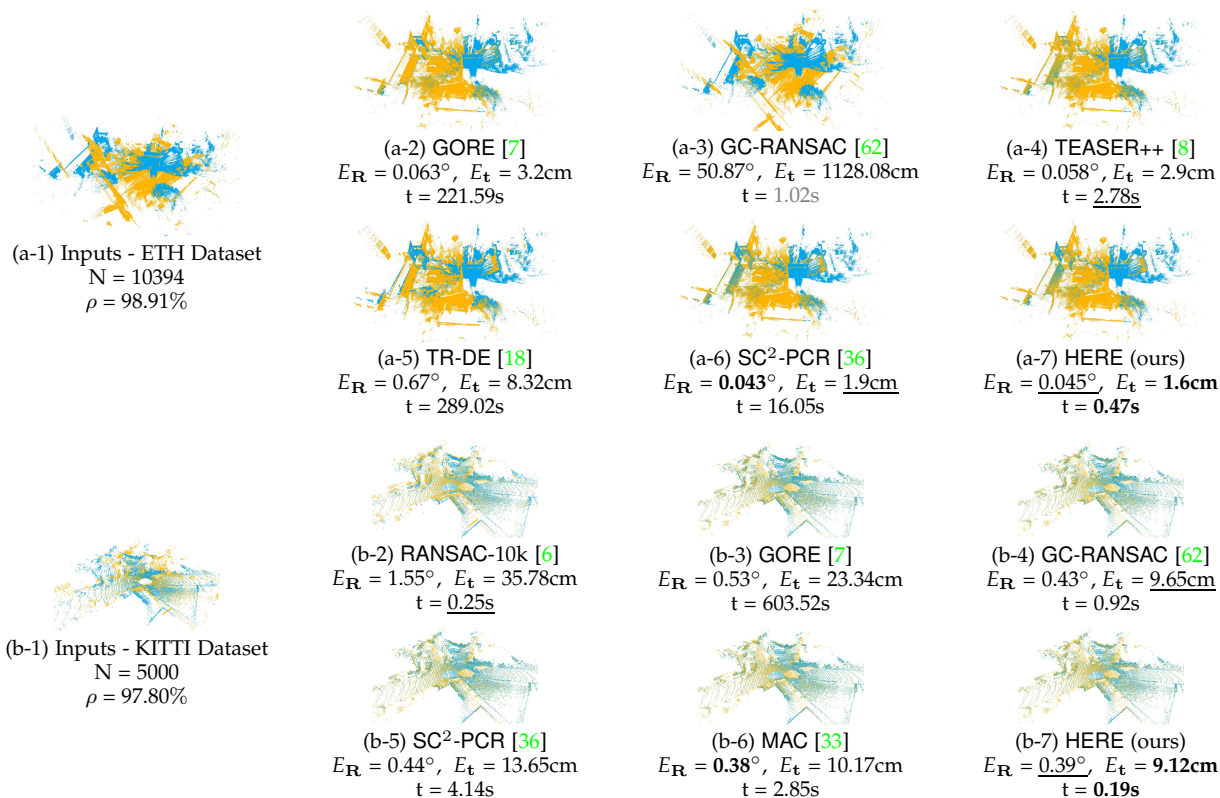 (a-1) Inputs - ETH Dataset
N = 10394
ρ = 98.91%
(a-2) GORE [7]
E_R = 0.063°, E_t = 3.2cm
t = 221.59s
(a-3) GC-RANSAC [62]
E_R = 50.87°, E_t = 1128.08cm
t = 1.02s
(a-4) TEASER++ [8]
E_R = 0.058°, E_t = 2.9cm
t = 2.78s
(a-5) TR-DE [18]
E_R = 0.67°, E_t = 8.32cm
t = 289.02s
(a-6) SC²-PCR [36]
E_R = 0.043°, E_t = 1.9cm
t = 16.05s
(a-7) HERE (ours)
E_R = 0.045°, E_t = 1.6cm
t = 0.47s
(b-1) Inputs - KITTI Dataset
N = 5000
ρ = 97.80%
(b-2) RANSAC-10k [6]
E_R = 1.55°, E_t = 35.78cm
t = 0.25s
(b-3) GORE [7]
E_R = 0.53°, E_t = 23.34cm
t = 603.52s
(b-4) GC-RANSAC [62]
E_R = 0.43°, E_t = 9.65cm
t = 0.92s
(b-5) SC²-PCR [36]
E_R = 0.44°, E_t = 13.65cm
t = 4.14s
(b-6) MAC [33]
E_R = 0.38°, E_t = 10.17cm
t = 2.85s
(b-7) HERE (ours)
E_R = 0.39°, E_t = 9.12cm
t = 0.19s